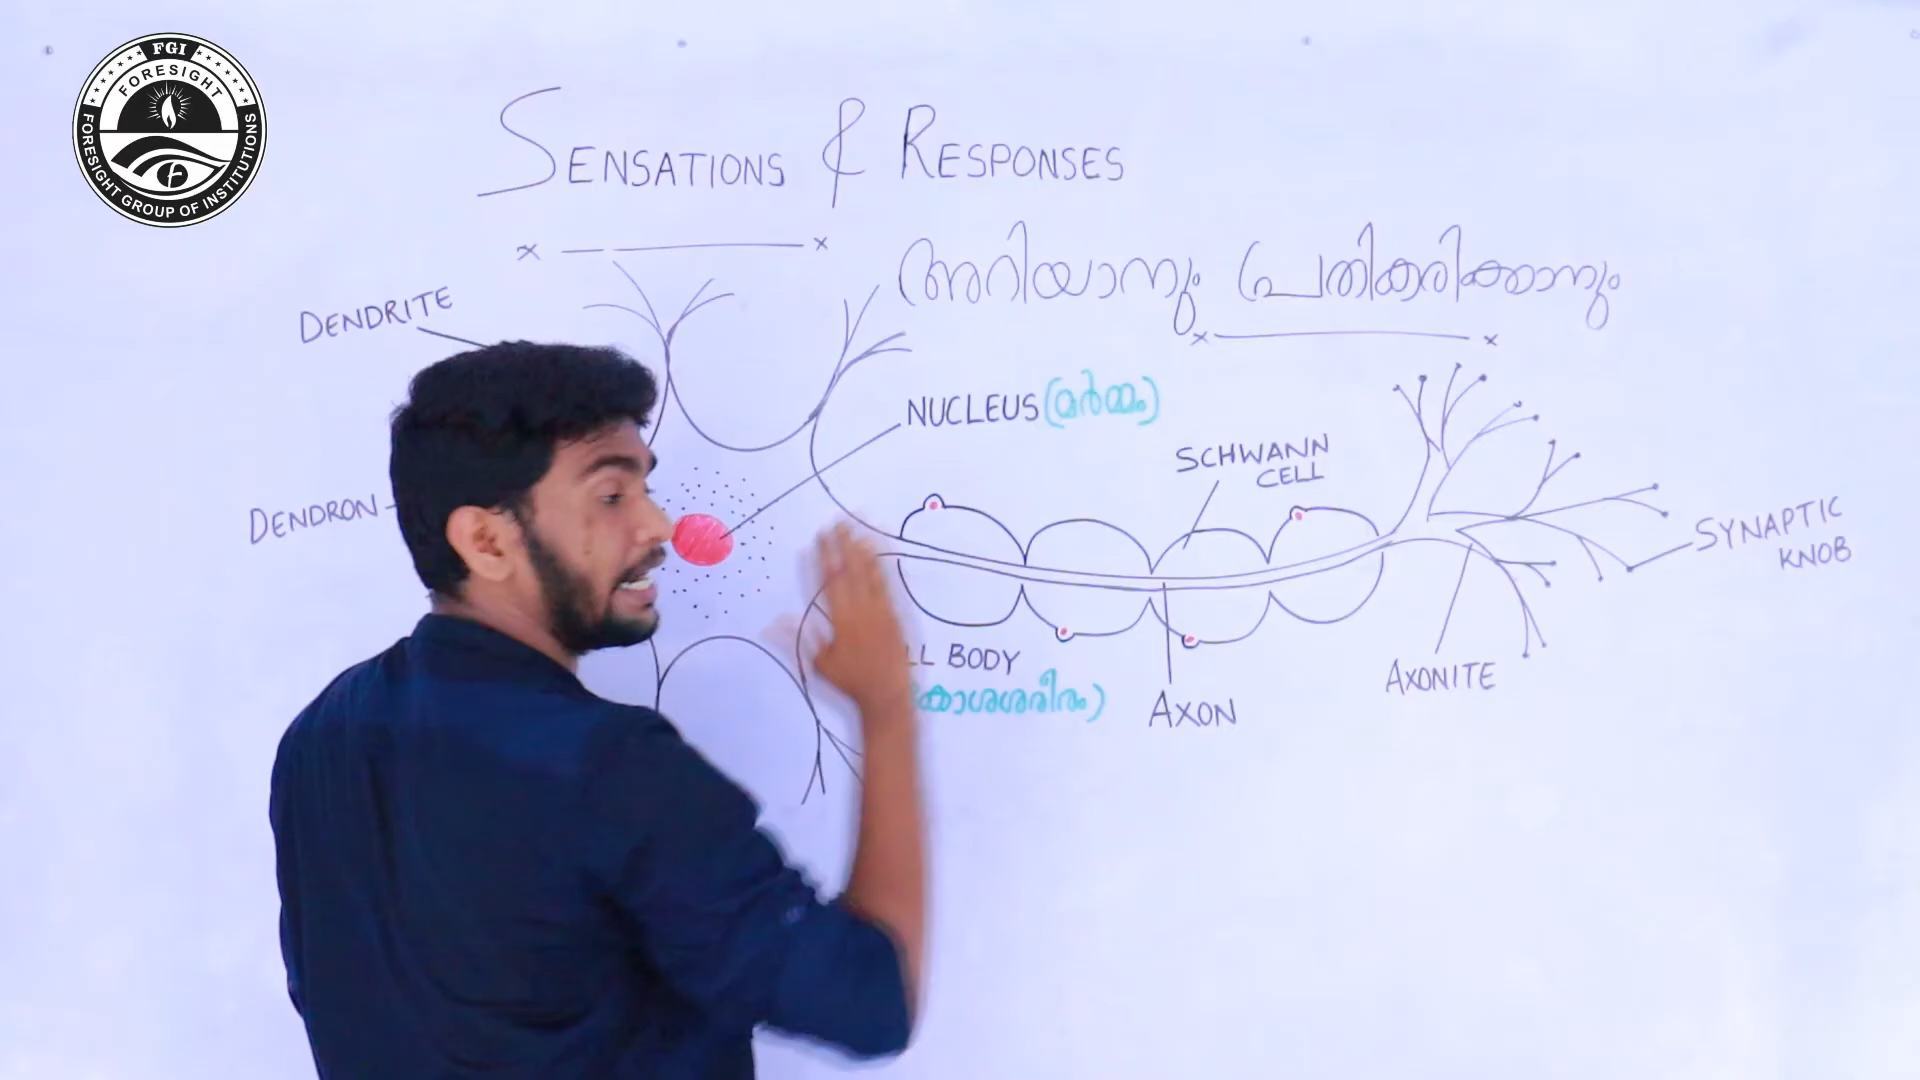 FGI
FORESIGHT
FORESIGHT GROUP OF INSTITUTIONS
SENSATIONS & RESPONSES
അറിയാനും പ്രതികരിക്കാനും
DENDRITE
NUCLEUS (മർമ്മം)
SCHWANN
CELL
DENDRON
SYNAPTIC
KNOB
LL BODY
കോശശരീരം)
AXON
AXONITE